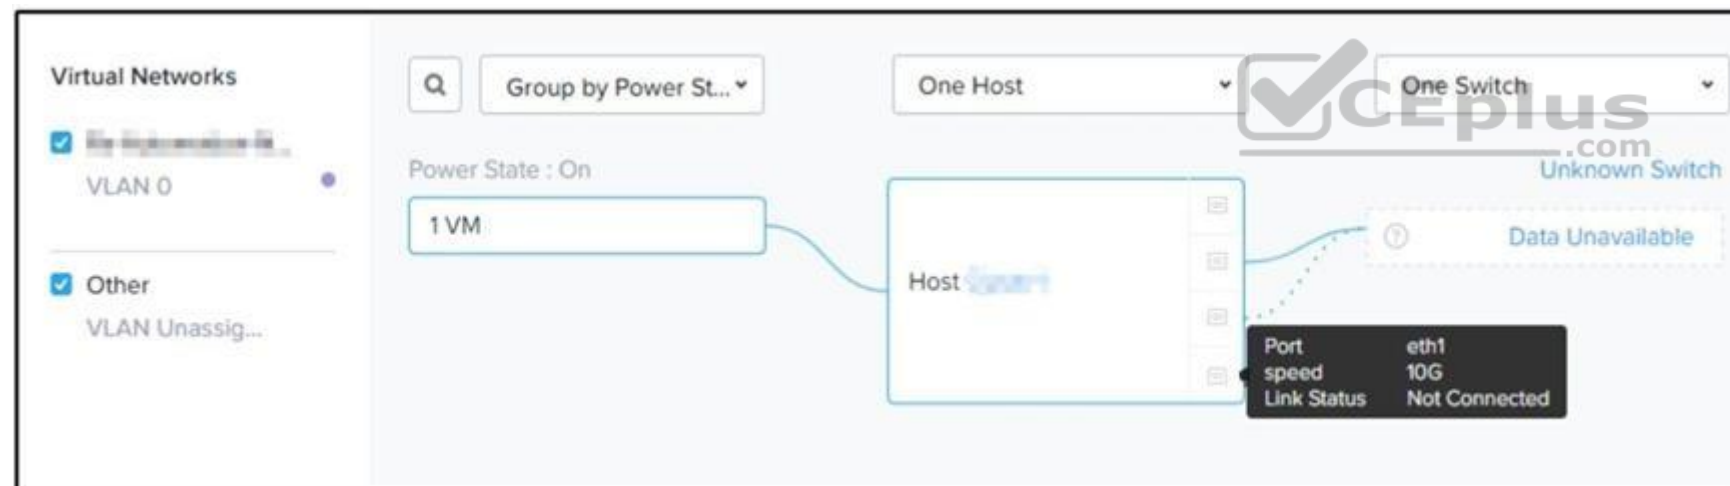 Virtual Networks
VLAN 0
Other
VLAN Unassig...
Group by Power St...
One Host
One Switch
VCEplus
.com
Power State : On
1 VM
Host
Unknown Switch
? Data Unavailable
Port eth1
speed 10G
Link Status Not Connected